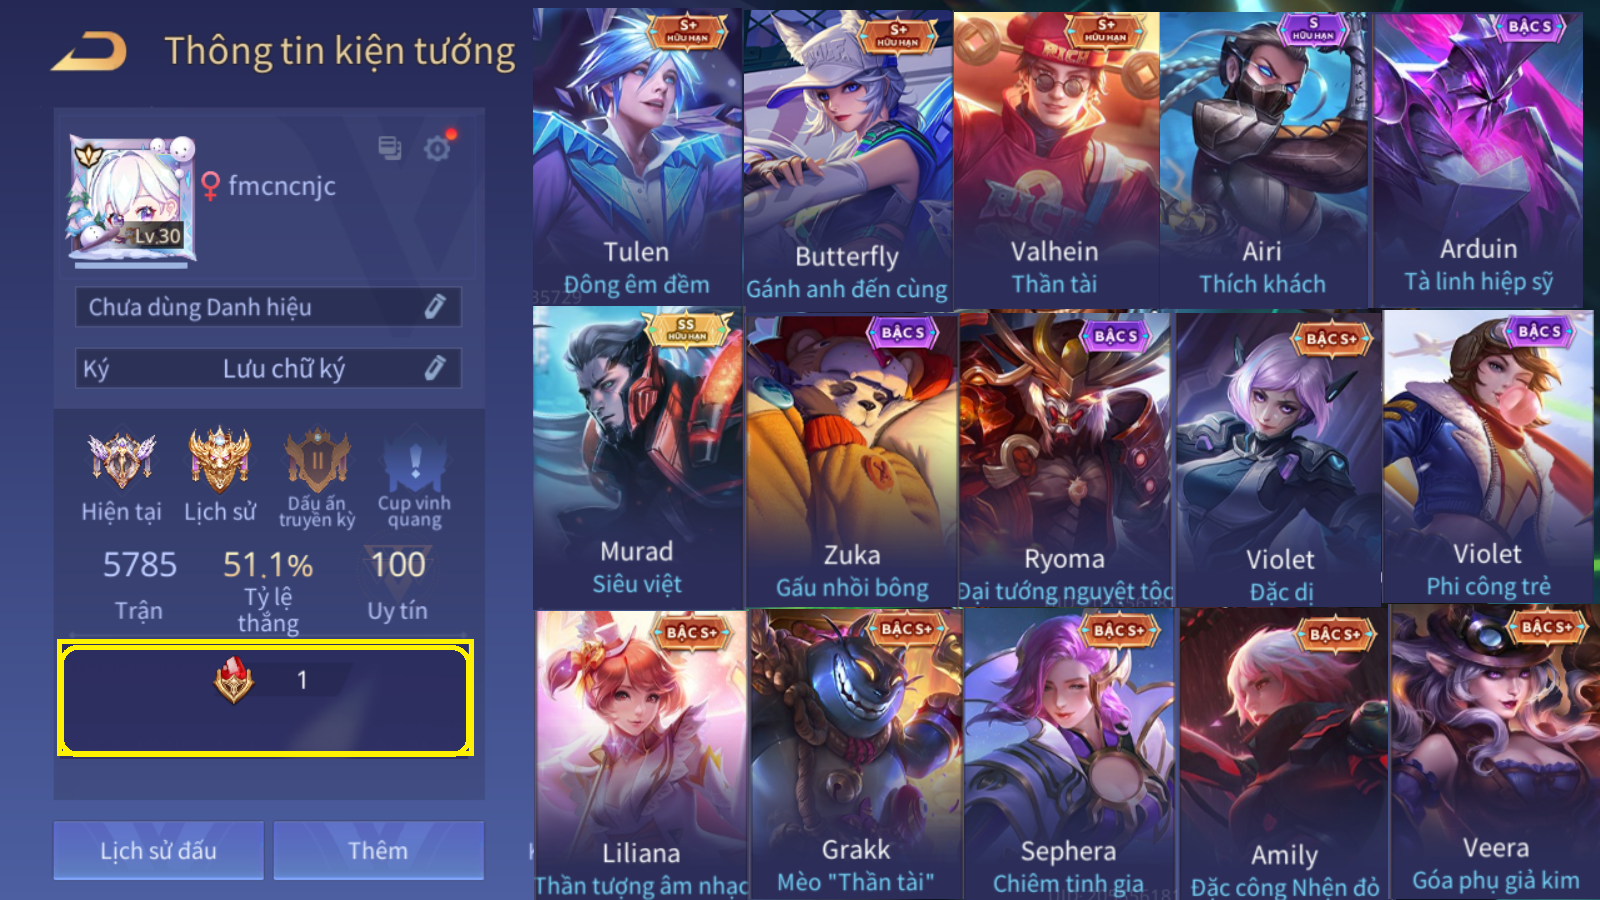 Thông tin kiện tướng
Lv.30
fmcncnjc
Chưa dùng Danh hiệu
Ký
Lưu chữ ký
Hiện tại
Lịch sử
Dấu ấn
truyền kỳ
Cup vinh
quang
5785
Trận
51.1%
Tỷ lệ
thắng
100
Uy tín
1
Lịch sử đấu
Thêm
S+
HỮU HẠN
Tulen
Đông êm đềm
S+
HỮU HẠN
Butterfly
Gánh anh đến cùng
S+
HỮU HẠN
RICH
RICH
Valhein
Thần tài
S
HỮU HẠN
Airi
Thích khách
BẬC S
Arduin
Tà linh hiệp sỹ
SS
HỮU HẠN
Murad
Siêu việt
BẬC S
Zuka
Gấu nhồi bông
BẬC S
Ryoma
Đại tướng nguyệt tộc
BẬC S+
Violet
Đặc dị
BẬC S
Violet
Phi công trẻ
BẬC S+
Liliana
Thần tượng âm nhạc
BẬC S+
Grakk
Mèo "Thần tài"
BẬC S+
Sephera
Chiêm tinh gia
BẬC S+
Amily
Đặc công Nhện đỏ
BẬC S+
Veera
Góa phụ giả kim